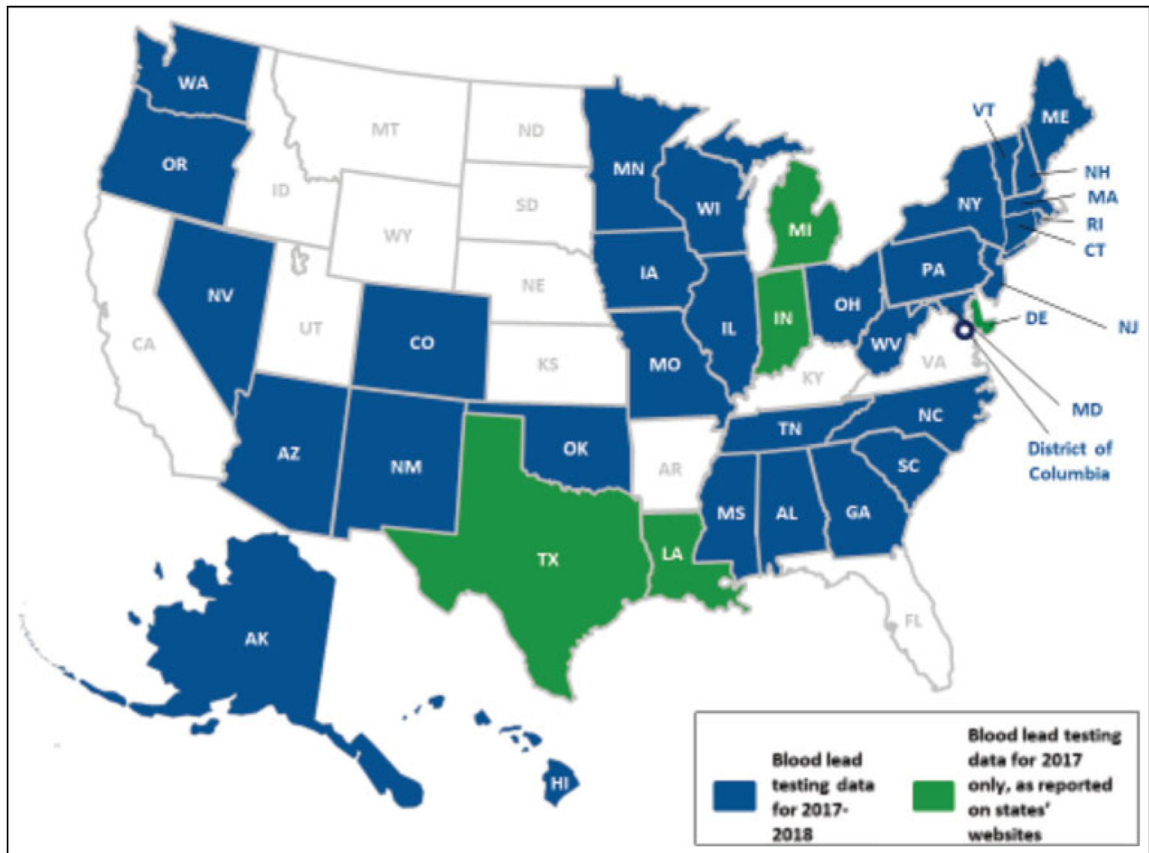 WA
MT
ND
MN
VT
ME
OR
ID
SD
WI
NY
NH
MA
WY
MI
RI
CT
IA
PA
NE
NV
UT
CO
IL
IN
OH
DE
NJ
CA
KS
MO
WV
KY
VA
MD
TN
NC
District of
Columbia
AZ
NM
OK
AR
SC
MS
AL
GA
TX
LA
FL
AK
HI
Blood lead
testing data
for 2017-
2018
Blood lead testing
data for 2017
only, as reported
on states'
websites